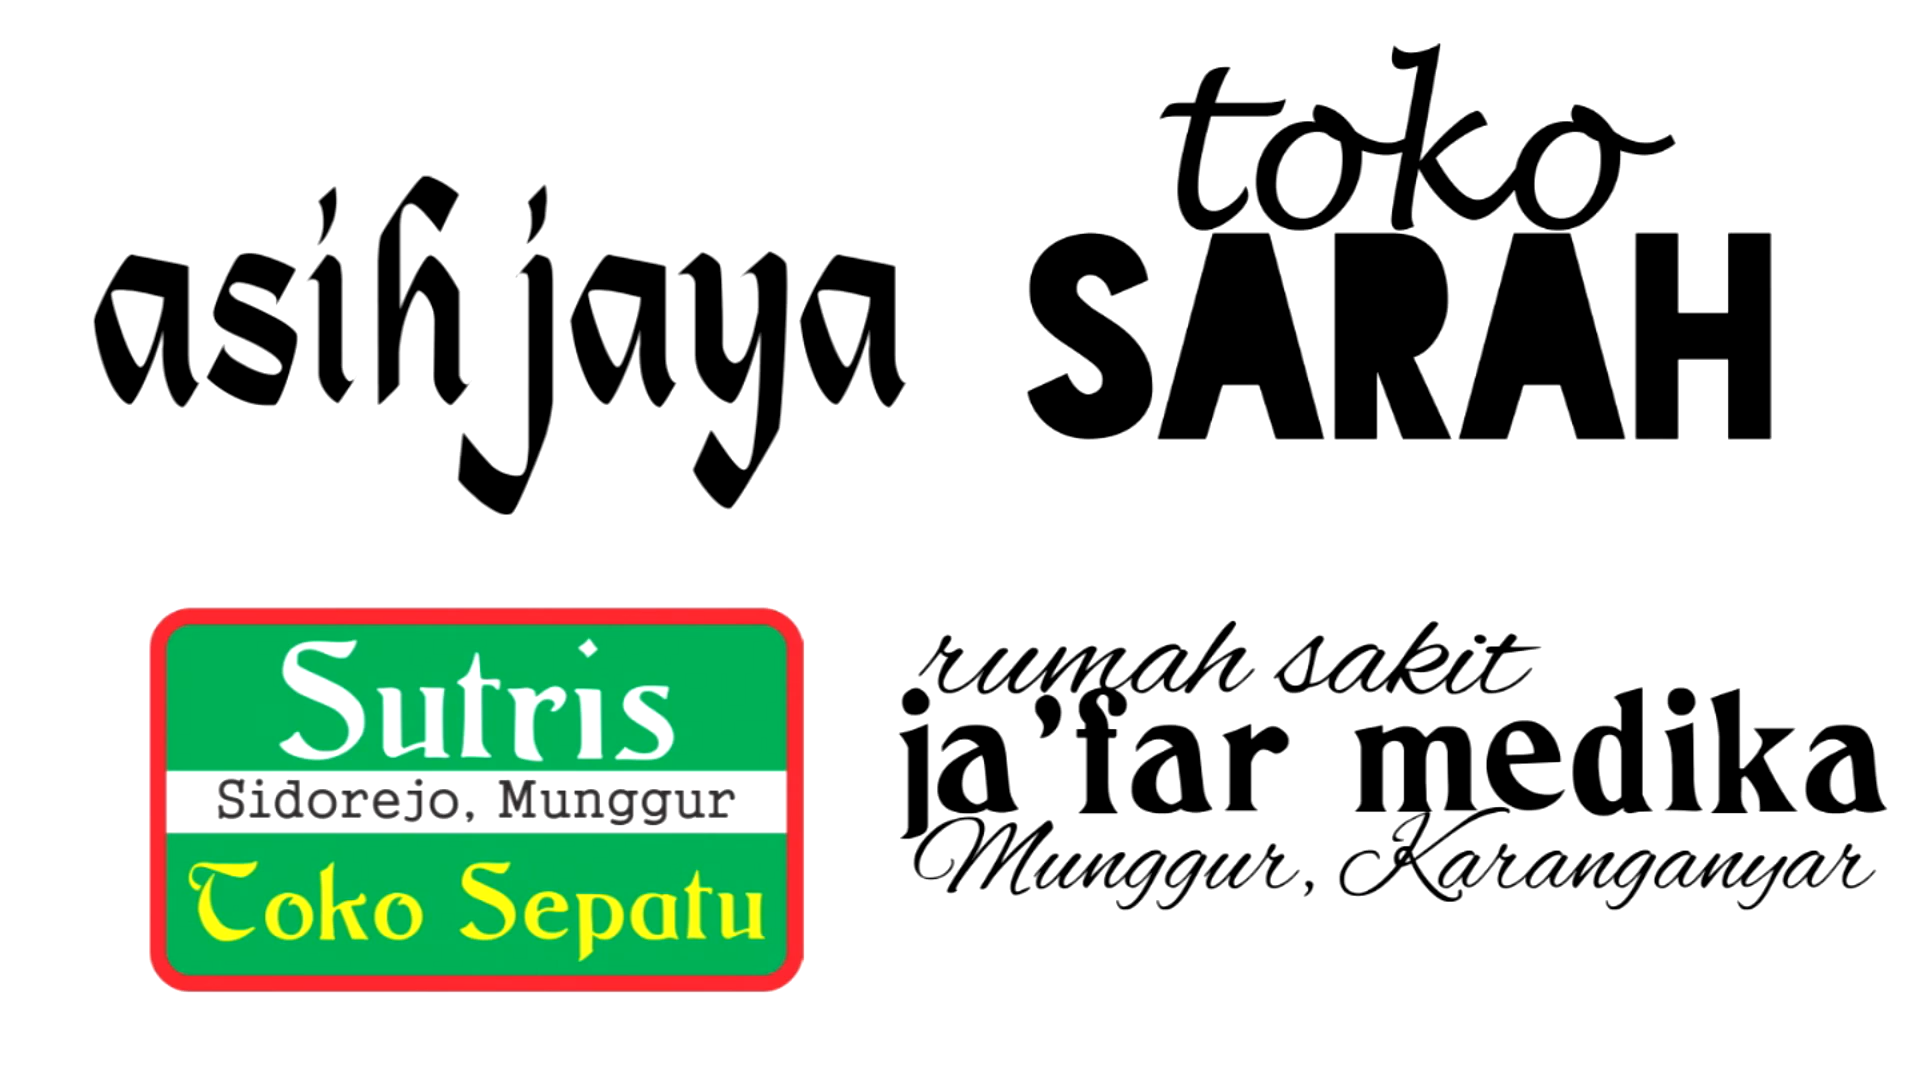 asih jaya
toko
SARAH
Sutris
Sidorejo, Munggur
Toko Sepatu
rumah sakit
ja'far medika
Munggur, Karanganyar